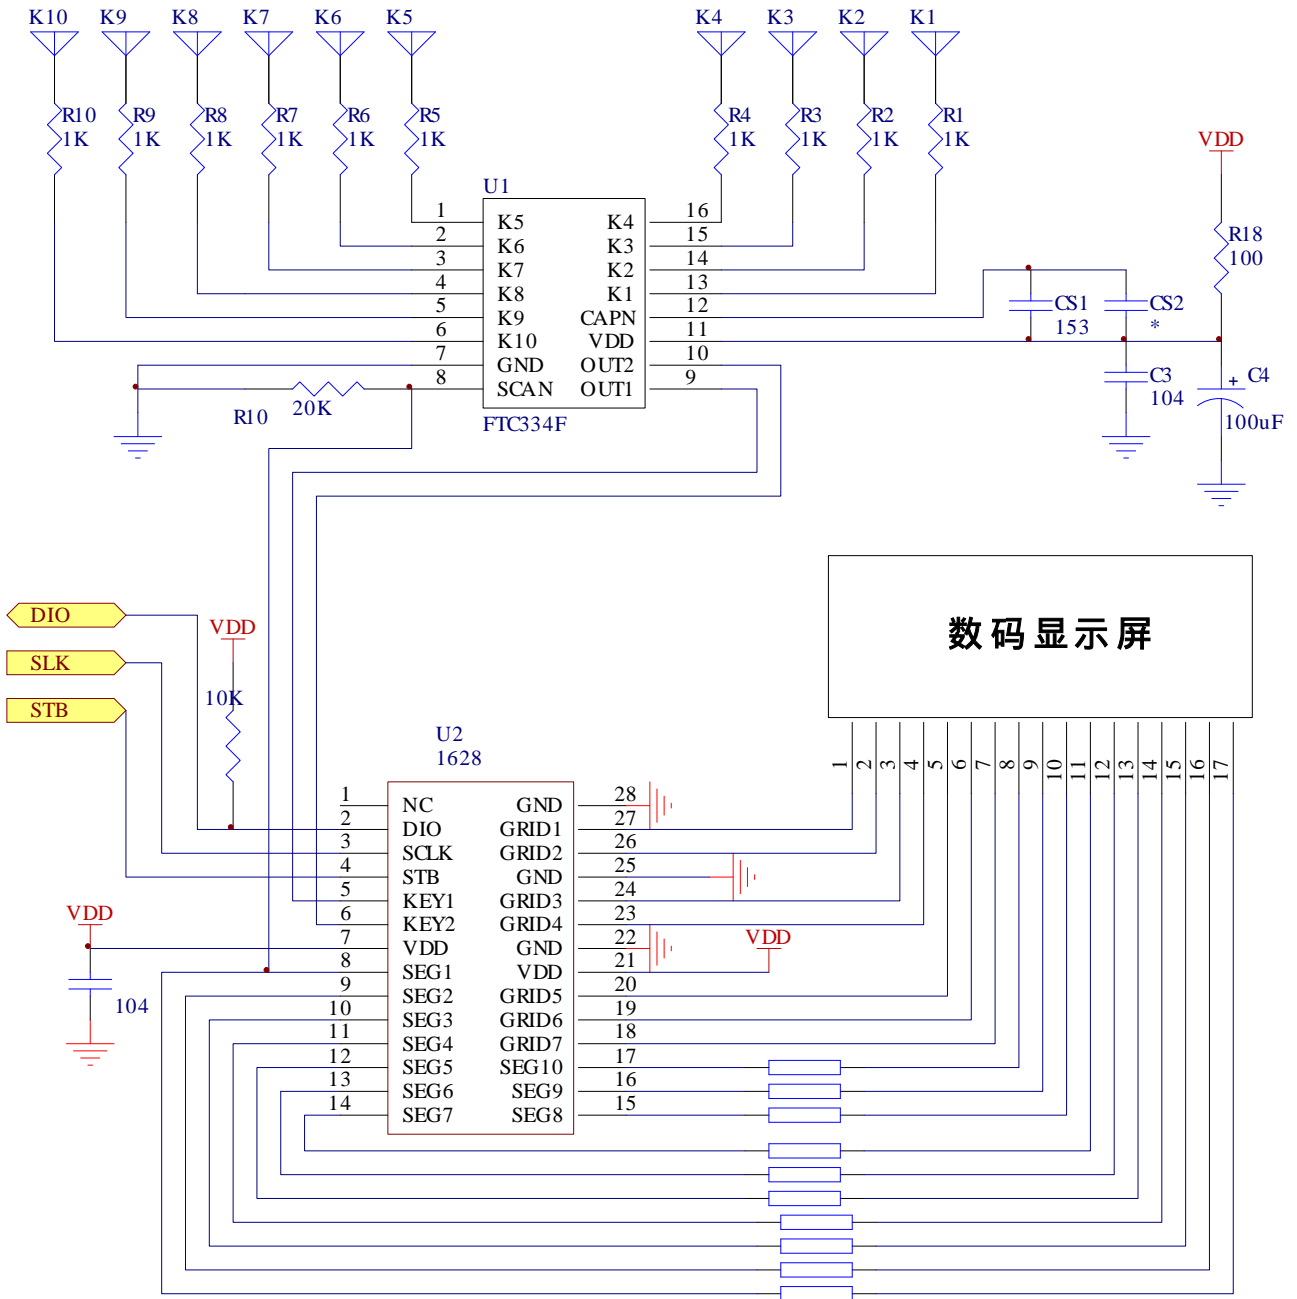 K10 K9 K8 K7 K6 K5 K4 K3 K2 K1
R10 R9 R8 R7 R6 R5 R4 R3 R2 R1
1K 1K 1K 1K 1K 1K 1K 1K 1K 1K
VDD
R18
100
U1
1 K5 K4 16
2 K6 K3 15
3 K7 K2 14
4 K8 K1 13
5 K9 CAPN 12
6 K10 VDD 11
7 GND OUT2 10
8 SCAN OUT1 9
FTC334F
CS1
153
CS2
*
C3
104
+ C4
100uF
R10
20K
DIO
SLK
STB
VDD
10K
数码显示屏
1 2 3 4 5 6 7 8 9 10 11 12 13 14 15 16 17
U2
1628
1 NC GND 28
2 DIO GRID1 27
3 SCLK GRID2 26
4 STB GND 25
5 KEY1 GRID3 24
6 KEY2 GRID4 23
7 VDD GND 22
8 SEG1 VDD 21
9 SEG2 GRID5 20
10 SEG3 GRID6 19
11 SEG4 GRID7 18
12 SEG5 SEG10 17
13 SEG6 SEG9 16
14 SEG7 SEG8 15
VDD
VDD
104